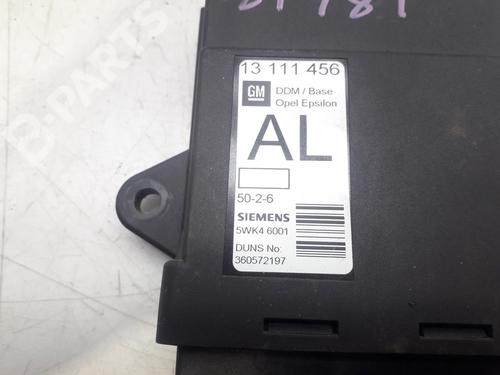 13 111 456
GM
DDM / Base
Opel Epsilon
AL
50-2-6
SIEMENS
5WK4 6001
DUNS No:
360572197
B-PARTS